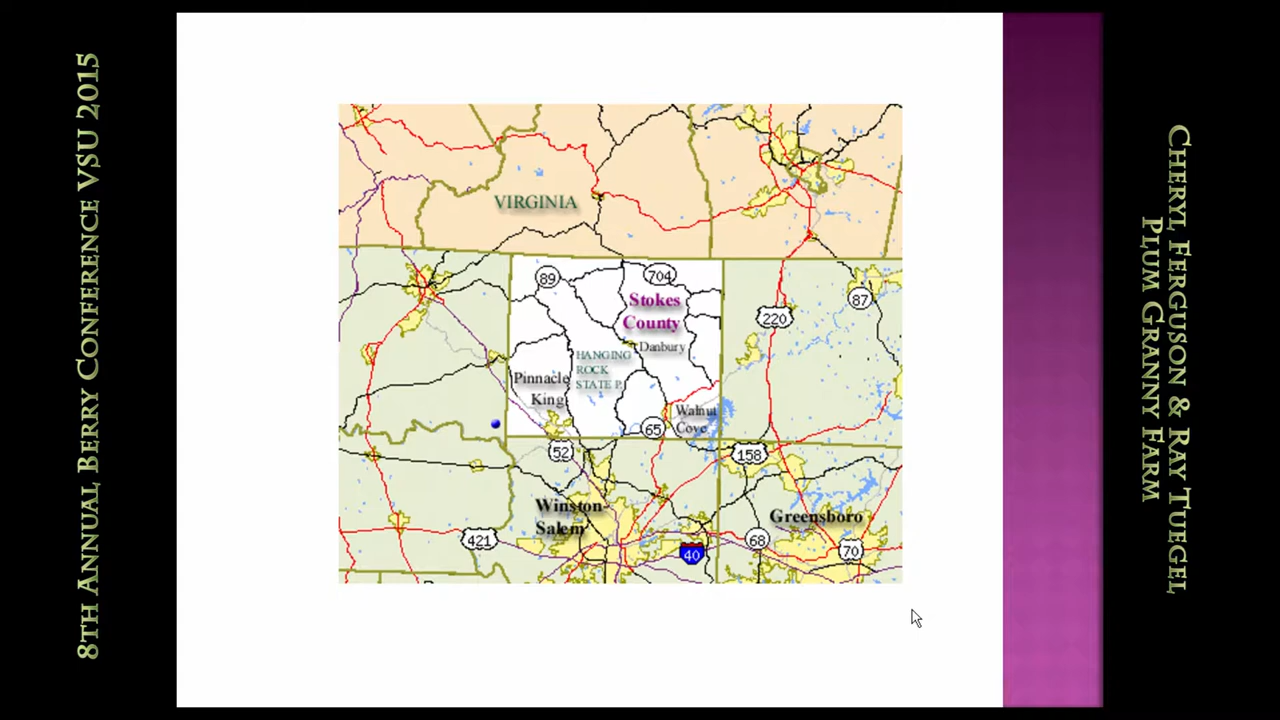 8th Annual Berry Conference VSU 2015
VIRGINIA
89
704
Stokes
County
87
220
Danbury
HANGING
ROCK
STATE P.
Pinnacle
King
Walnut
Cove
65
52
158
Winston-
Salem
Greensboro
421
68
70
40
Cheryl Ferguson & Ray Tuegel
Plum Granny Farm